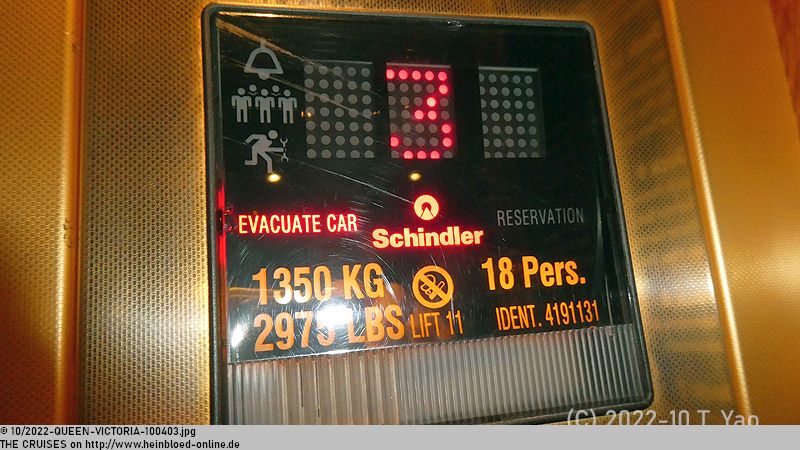 3
EVACUATE CAR
Schindler
RESERVATION
1350 KG
18 Pers.
2975 LBS
LIFT 11
IDENT. 4191131
(C) 2022-10 T. Yao
© 10/2022-QUEEN-VICTORIA-100403.jpg
THE CRUISES on http://www.heinbloed-online.de